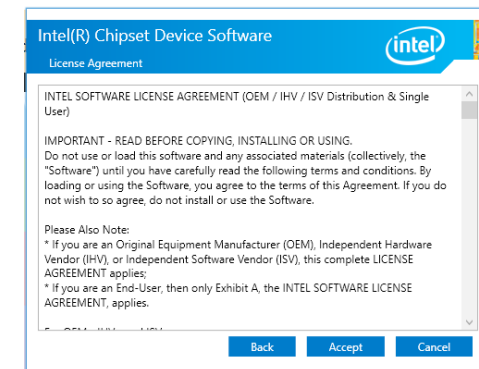 Intel(R) Chipset Device Software
(intel)
License Agreement
INTEL SOFTWARE LICENSE AGREEMENT (OEM / IHV / ISV Distribution & Single
User)
IMPORTANT - READ BEFORE COPYING, INSTALLING OR USING.
Do not use or load this software and any associated materials (collectively, the
"Software") until you have carefully read the following terms and conditions. By
loading or using the Software, you agree to the terms of this Agreement. If you do
not wish to so agree, do not install or use the Software.
Please Also Note:
* If you are an Original Equipment Manufacturer (OEM), Independent Hardware
Vendor (IHV), or Independent Software Vendor (ISV), this complete LICENSE
AGREEMENT applies;
* If you are an End-User, then only Exhibit A, the INTEL SOFTWARE LICENSE
AGREEMENT, applies.
Back Accept Cancel